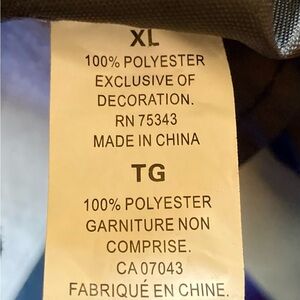 XL
100% POLYESTER
EXCLUSIVE OF
DECORATION.
RN 75343
MADE IN CHINA
TG
100% POLYESTER
GARNITURE NON
COMPRISE.
CA 07043
FABRIQUÉ EN CHINE.